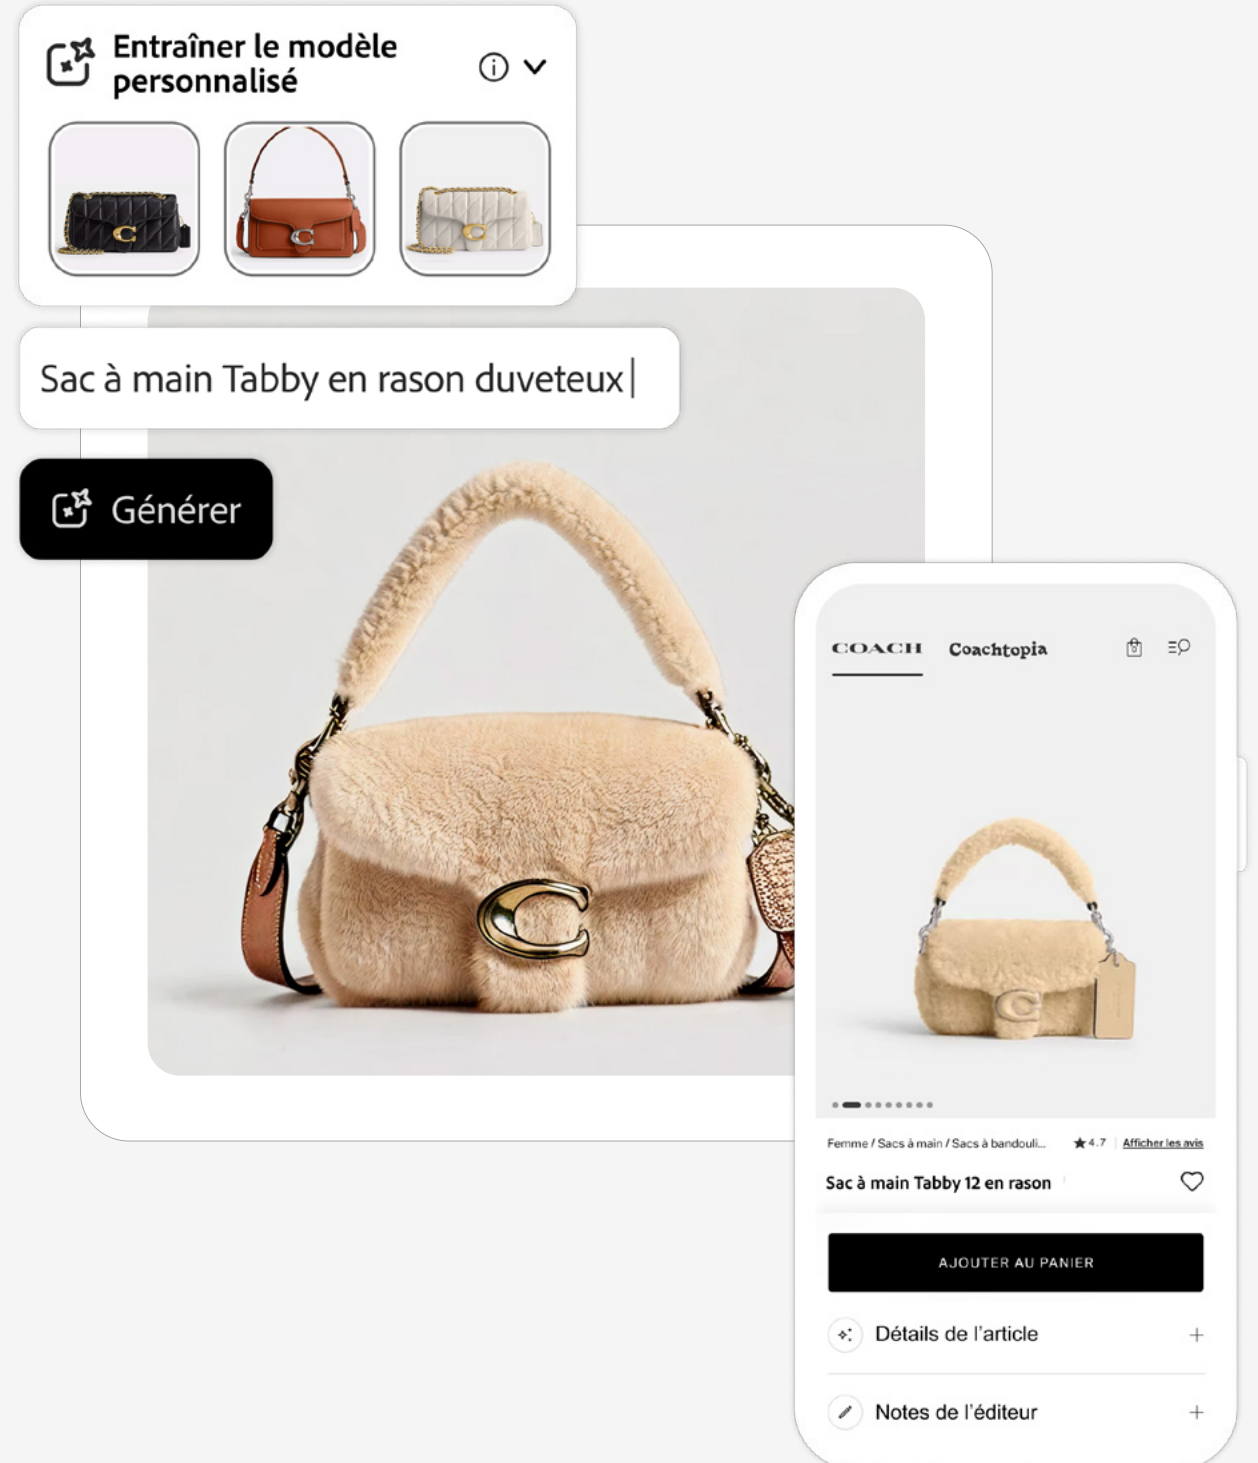 Entraîner le modèle
personnalisé
Sac à main Tabby en rason duveteux
Générer
COACH Coachtopia
Femme / Sacs à main / Sacs à bandouli... ★4.7 Afficher les avis
Sac à main Tabby 12 en rason
AJOUTER AU PANIER
Détails de l'article
Notes de l'éditeur